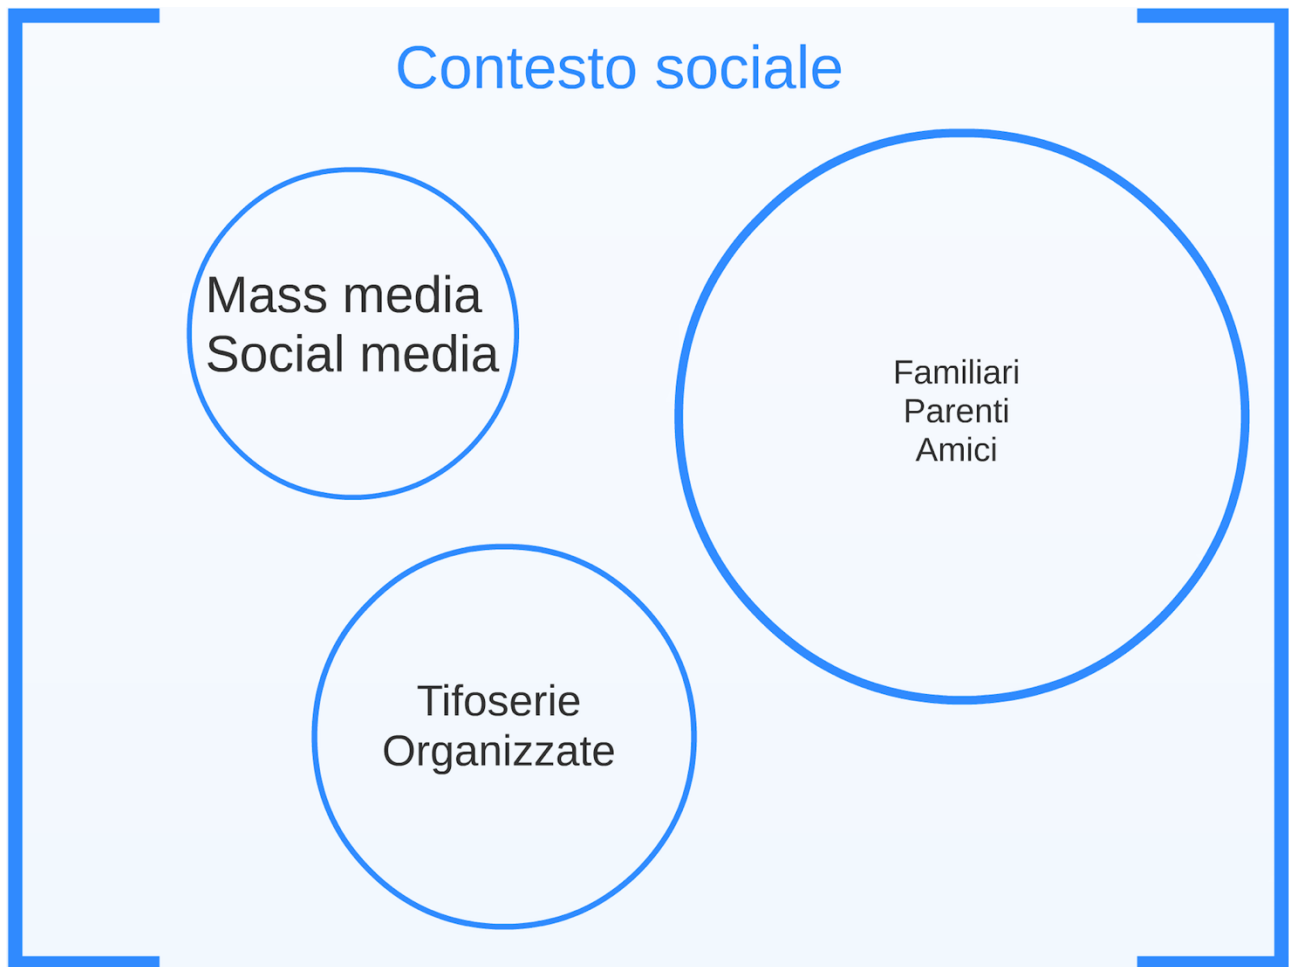 Contesto sociale
Mass media
Social media
Familiari
Parenti
Amici
Tifoserie
Organizzate